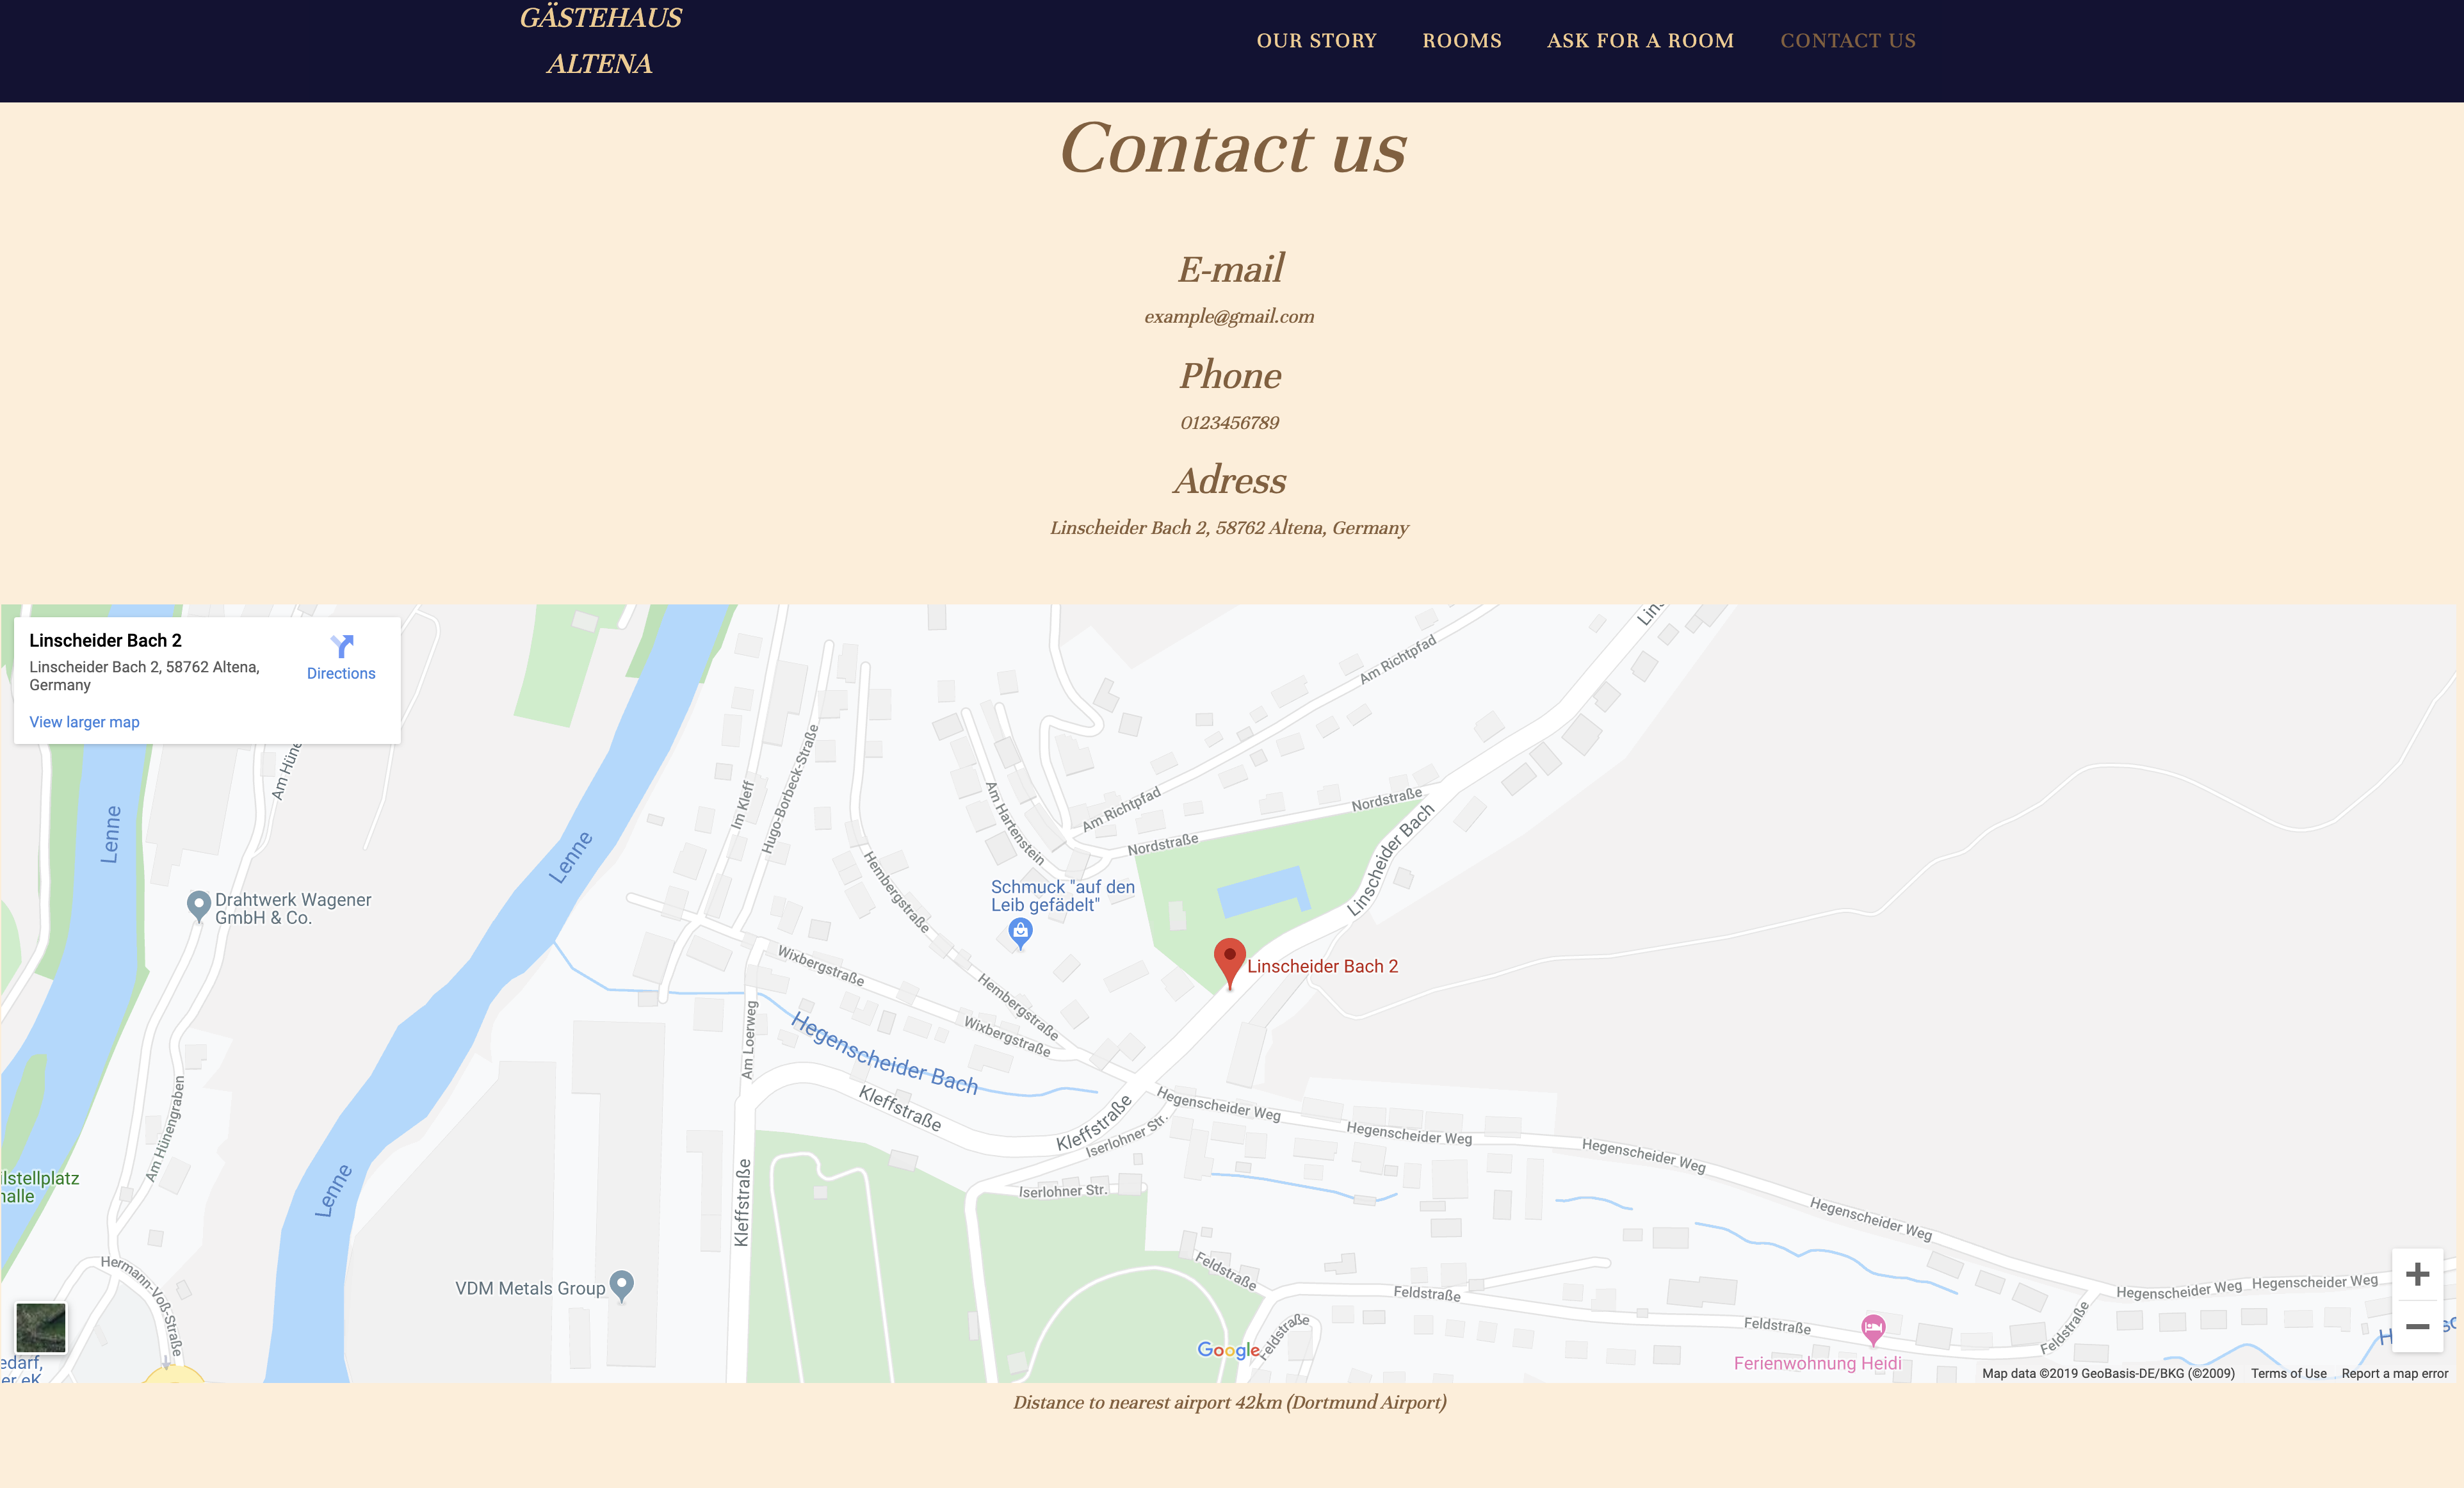 GÄSTEHAUS
ALTENA
OUR STORY
ROOMS
ASK FOR A ROOM
CONTACT US
Contact us
E-mail
example@gmail.com
Phone
0123456789
Adress
Linscheider Bach 2, 58762 Altena, Germany
Linscheider Bach 2
Linscheider Bach 2, 58762 Altena,
Germany
Directions
View larger map
Am Hüne
Lenne
Lenne
Lenne
Drahtwerk Wagener
GmbH & Co.
Im Kleff
Hugo-Borbeck-Straße
Hembergstraße
Am Hartenstein
Am Richtpfad
Am Richtpfad
Nordstraße
Nordstraße
Lins
Linscheider Bach
Schmuck "auf den
Leib gefädelt"
Linscheider Bach 2
Wixbergstraße
Hembergstraße
Wixbergstraße
Am Loerweg
Hegenscheider Bach
Kleffstraße
Kleffstraße
Iserlohner Str.
Iserlohner Str.
Kleffstraße
Hegenscheider Weg
Hegenscheider Weg
Hegenscheider Weg
Hegenscheider Weg
Hegenscheider Weg
Hegenscheider Weg
Am Hünengraben
ilstellplatz
halle
Hermann-Voß-Straße
VDM Metals Group
Feldstraße
Feldstraße
Feldstraße
Feldstraße
Feldstraße
Ferienwohnung Heidi
edarf,
er eK
Google
Map data ©2019 GeoBasis-DE/BKG (©2009)
Terms of Use
Report a map error
Distance to nearest airport 42km (Dortmund Airport)